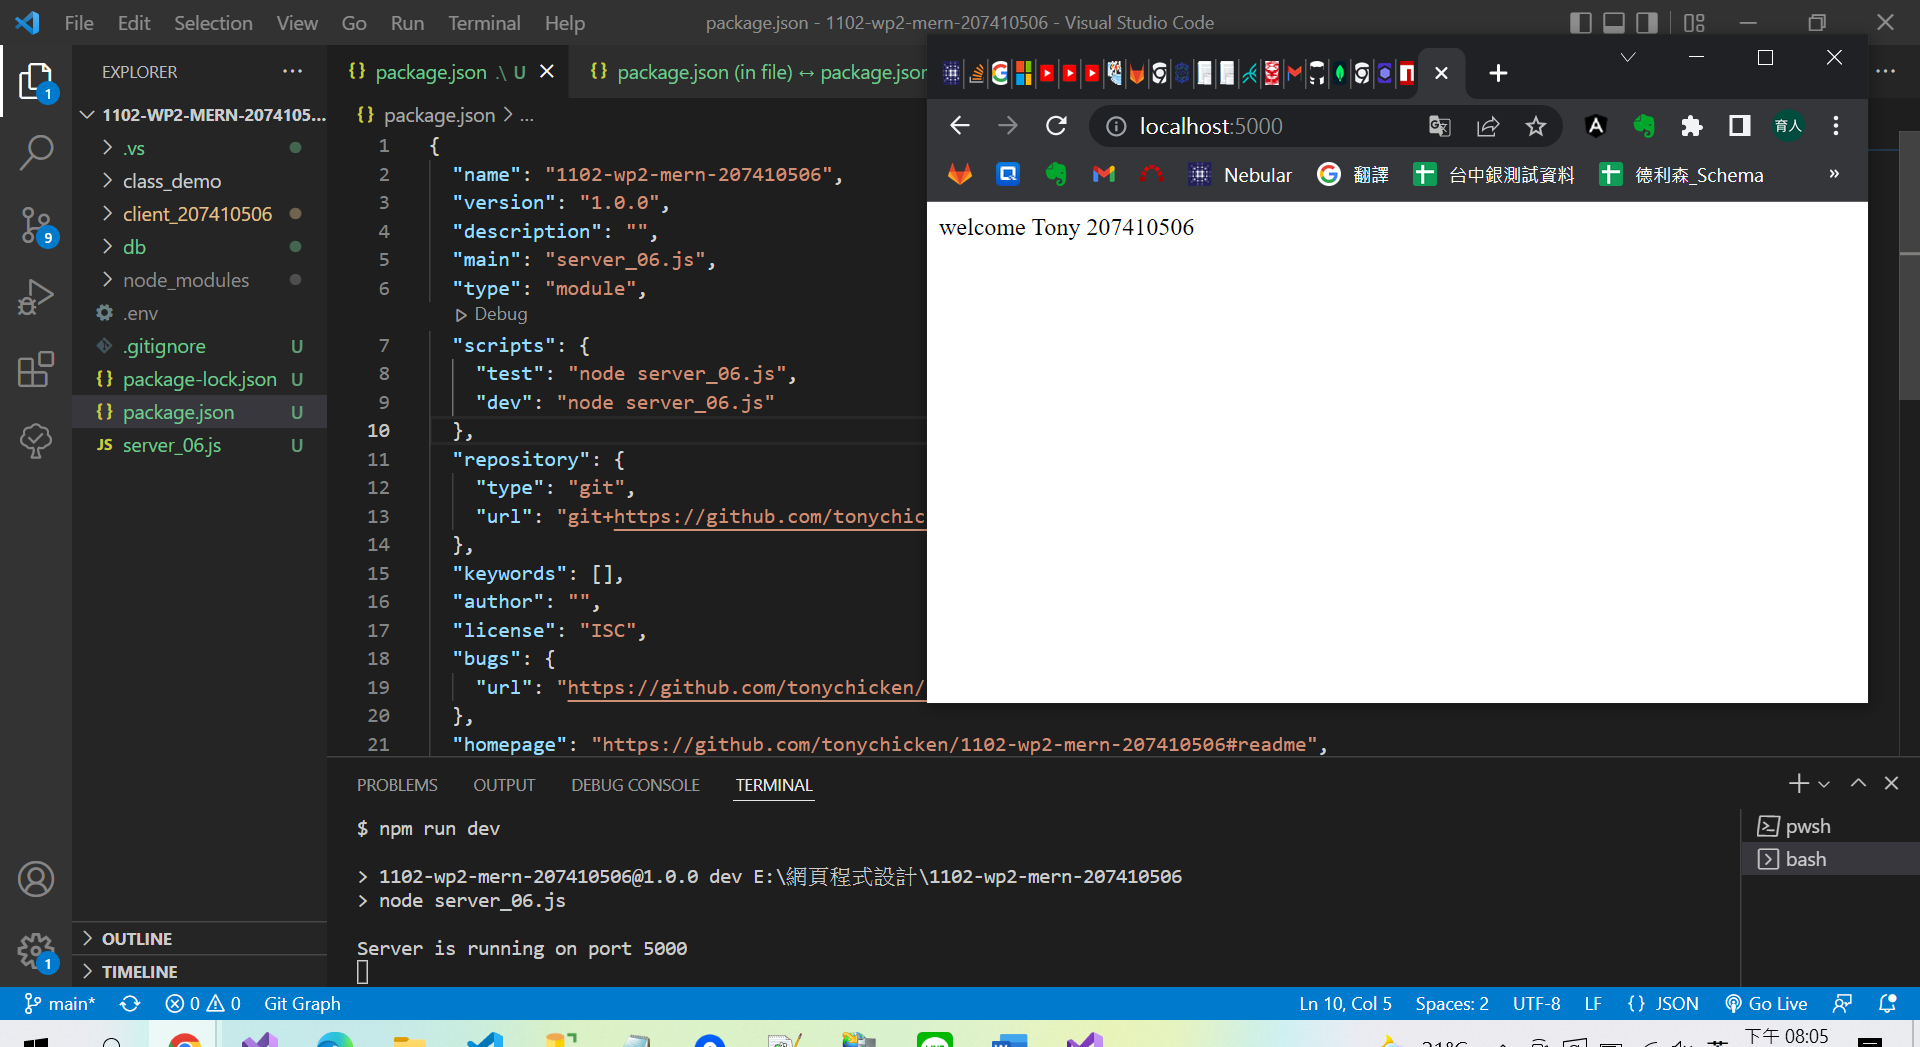 File Edit Selection View Go Run Terminal Help
package.json - 1102-wp2-mern-207410506 - Visual Studio Code
EXPLORER
1102-WP2-MERN-2074105...
.vs
class_demo
client_207410506
db
node_modules
.env
.gitignore U
package-lock.json U
package.json U
server_06.js U
OUTLINE
TIMELINE
package.json .\ U
package.json (in file) ↔ package.json
package.json > ...
1 {
2 "name": "1102-wp2-mern-207410506",
3 "version": "1.0.0",
4 "description": "",
5 "main": "server_06.js",
6 "type": "module",
Debug
7 "scripts": {
8 "test": "node server_06.js",
9 "dev": "node server_06.js"
10 },
11 "repository": {
12 "type": "git",
13 "url": "git+https://github.com/tonychic
14 },
15 "keywords": [],
16 "author": "",
17 "license": "ISC",
18 "bugs": {
19 "url": "https://github.com/tonychicken/
20 },
21 "homepage": "https://github.com/tonychicken/1102-wp2-mern-207410506#readme",
localhost:5000
育人
Nebular 翻譯 台中銀測試資料 德利森_Schema »
welcome Tony 207410506
PROBLEMS OUTPUT DEBUG CONSOLE TERMINAL
$ npm run dev
> 1102-wp2-mern-207410506@1.0.0 dev E:\網頁程式設計\1102-wp2-mern-207410506
> node server_06.js
Server is running on port 5000
pwsh
bash
1
9
1
main* 0 0 Git Graph
Ln 10, Col 5 Spaces: 2 UTF-8 LF {} JSON Go Live
下午 08:05